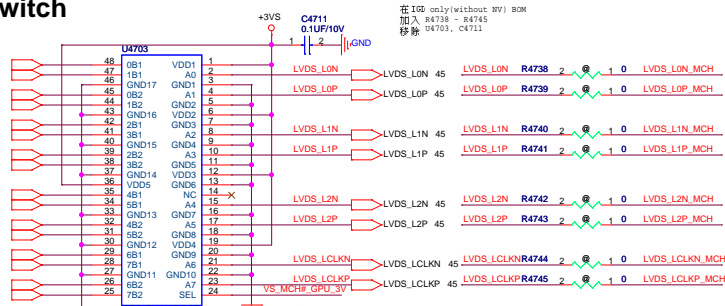 witch
+3VS
C4711
0.1UF/10V
1 2 GND
在 IGD only(without NV) BOM
加入 R4738 - R4745
移除 U4703, C4711
U4703
48 0B1 VDD1 1
47 1B1 A0 2 LVDS_L0N LVDS_L0N 45 LVDS_L0N R4738 2 @ 1 0 LVDS_L0N_MCH
46 GND17 GND1 3
45 0B2 A1 4 LVDS_L0P LVDS_L0P 45 LVDS_L0P R4739 2 @ 1 0 LVDS_L0P_MCH
44 1B2 GND2 5
43 GND16 VDD2 6
42 2B1 GND3 7
41 3B1 A2 8 LVDS_L1N LVDS_L1N 45 LVDS_L1N R4740 2 @ 1 0 LVDS_L1N_MCH
40 GND15 GND4 9
39 2B2 A3 10 LVDS_L1P LVDS_L1P 45 LVDS_L1P R4741 2 @ 1 0 LVDS_L1P_MCH
38 3B2 GND5 11
37 GND14 VDD3 12
36 VDD5 GND6 13
35 4B1 NC 14
34 5B1 A4 15 LVDS_L2N LVDS_L2N 45 LVDS_L2N R4742 2 @ 1 0 LVDS_L2N_MCH
33 GND13 GND7 16
32 4B2 A5 17 LVDS_L2P LVDS_L2P 45 LVDS_L2P R4743 2 @ 1 0 LVDS_L2P_MCH
31 5B2 GND8 18
30 GND12 VDD4 19
29 6B1 GND9 20
28 7B1 A6 21 LVDS_LCLKN LVDS_LCLKN 45 LVDS_LCLKN R4744 2 @ 1 0 LVDS_LCLKN_MCH
27 GND11 GND10 22
26 6B2 A7 23 LVDS_LCLKP LVDS_LCLKP 45 LVDS_LCLKP R4745 2 @ 1 0 LVDS_LCLKP_MCH
25 7B2 SEL 24 VS_MCH#_GPU_3V